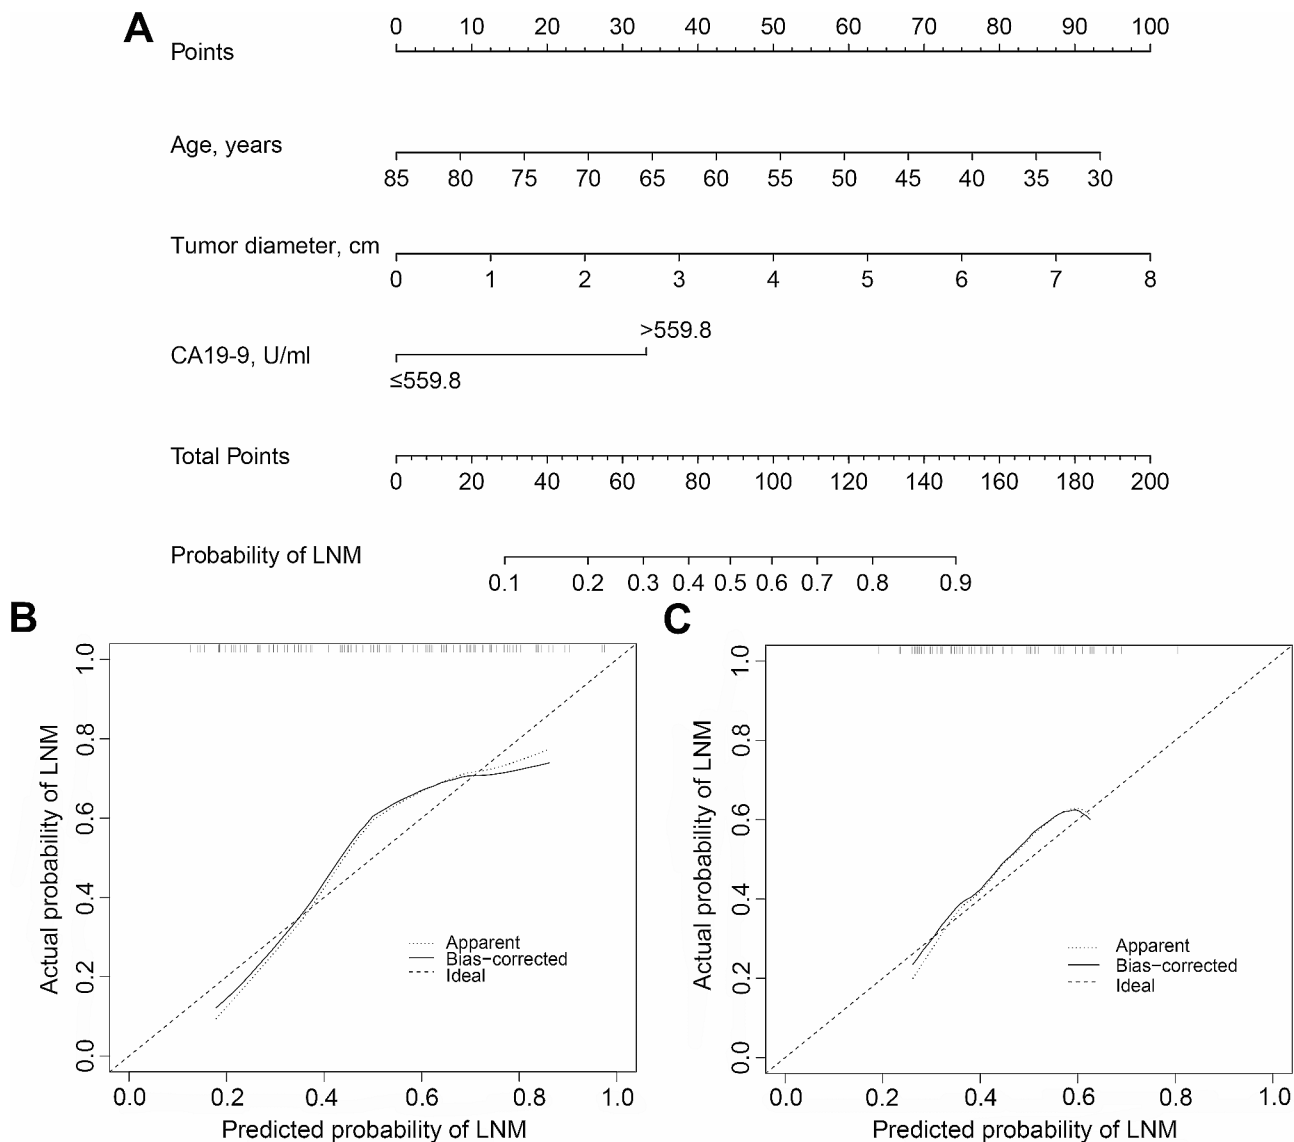 A
Points
0 10 20 30 40 50 60 70 80 90 100
Age, years
85 80 75 70 65 60 55 50 45 40 35 30
Tumor diameter, cm
0 1 2 3 4 5 6 7 8
>559.8
CA19-9, U/ml
≤559.8
Total Points
0 20 40 60 80 100 120 140 160 180 200
Probability of LNM
0.1 0.2 0.3 0.4 0.5 0.6 0.7 0.8 0.9
B
Actual probability of LNM
1.0
0.8
0.6
0.4
0.2
0.0
Apparent
Bias−corrected
Ideal
0.0 0.2 0.4 0.6 0.8 1.0
Predicted probability of LNM
C
Actual probability of LNM
1.0
0.8
0.6
0.4
0.2
0.0
Apparent
Bias−corrected
Ideal
0.0 0.2 0.4 0.6 0.8 1.0
Predicted probability of LNM